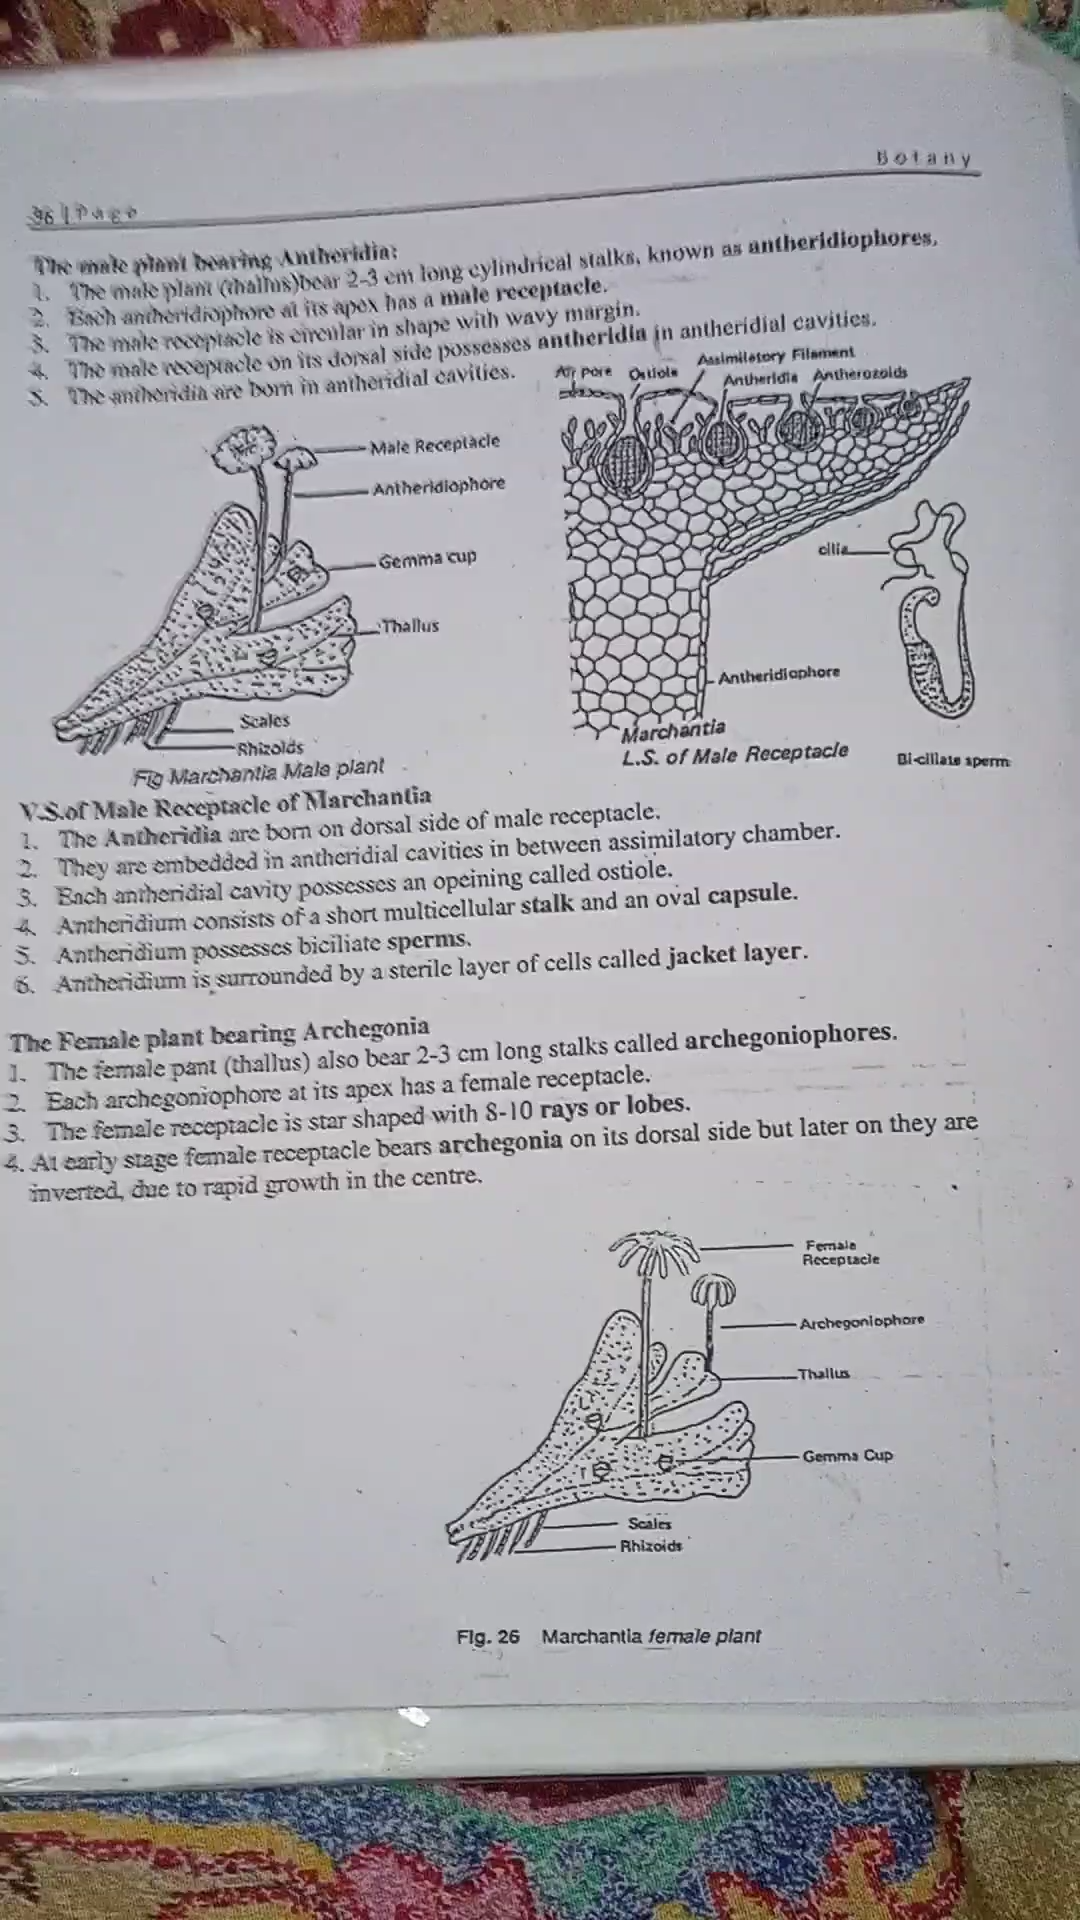 Botany
96 | Page
The male plant bearing Antheridia:
1. The male plant (thallus)bear 2-3 cm long cylindrical stalks, known as antheridiophores.
2. Each antheridiophore at its apex has a male receptacle.
3. The male receptacle is circular in shape with wavy margin.
4. The male receptacle on its dorsal side possesses antheridia in antheridial cavities.
5. The antheridia are born in antheridial cavities.
Assimilatory Filament
Air pore Ostiole Antheridia Antherozoids
Male Receptacle
Antheridiophore
Gemma cup
Thallus
Scales
Rhizoids
Fig Marchantia Male plant
cilia
Antheridiophore
Marchantia
L.S. of Male Receptacle
Bi-ciliate sperm
V.S.of Male Receptacle of Marchantia
1. The Antheridia are born on dorsal side of male receptacle.
2. They are embedded in antheridial cavities in between assimilatory chamber.
3. Each antheridial cavity possesses an opeining called ostiole.
4. Antheridium consists of a short multicellular stalk and an oval capsule.
5. Antheridium possesses biciliate sperms.
6. Antheridium is surrounded by a sterile layer of cells called jacket layer.
The Female plant bearing Archegonia
1. The female pant (thallus) also bear 2-3 cm long stalks called archegoniophores.
2. Each archegoniophore at its apex has a female receptacle.
3. The female receptacle is star shaped with 8-10 rays or lobes.
4. At early stage female receptacle bears archegonia on its dorsal side but later on they are
inverted, due to rapid growth in the centre.
Female
Receptacle
Archegoniophore
Thallus
Gemma Cup
Scales
Rhizoids
Fig. 26 Marchantia female plant